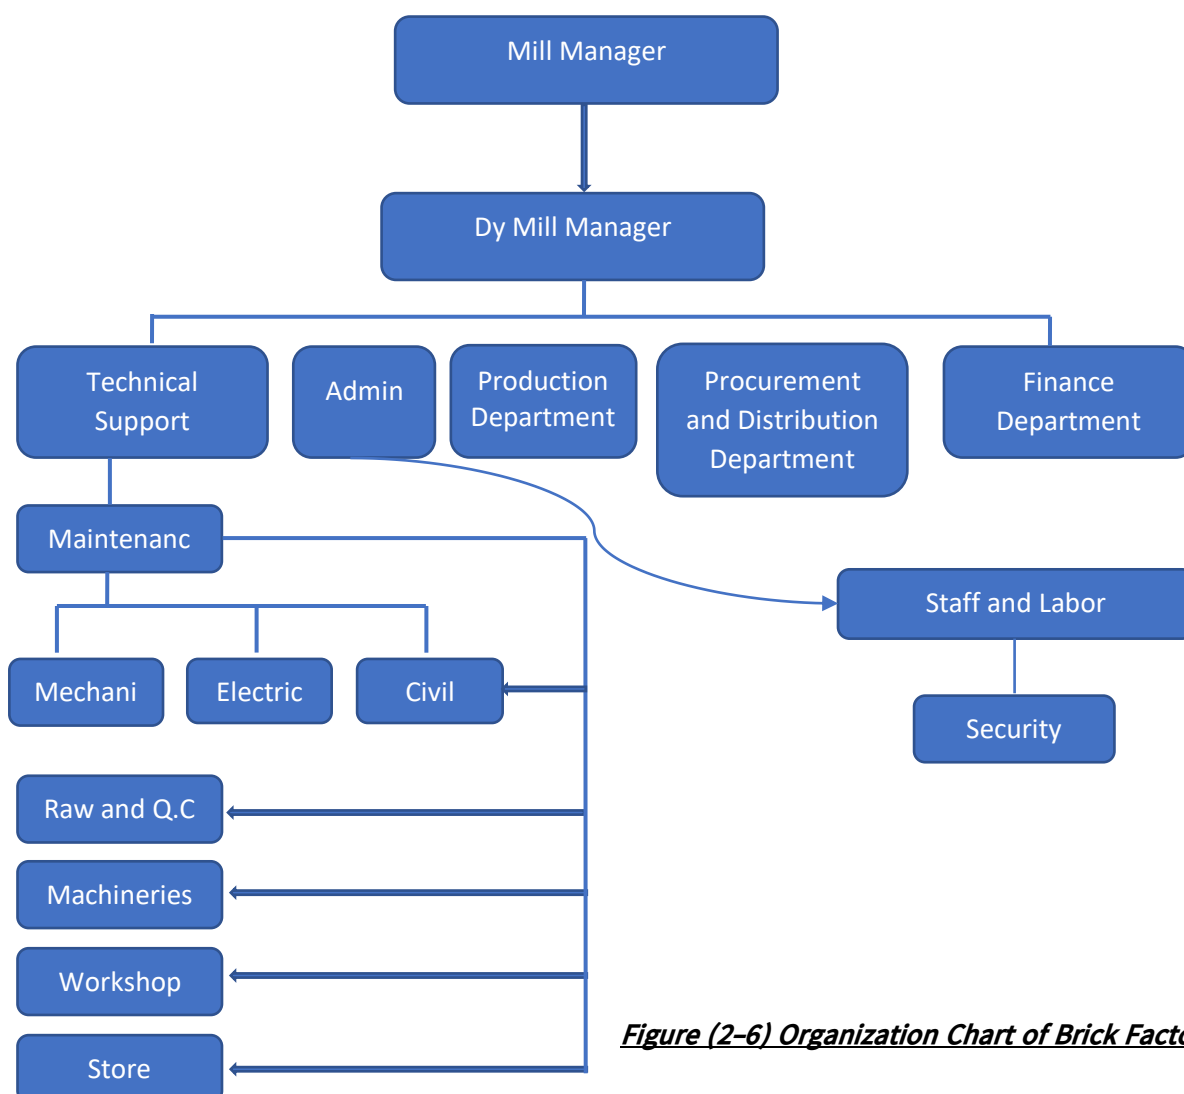 Mill Manager
Dy Mill Manager
Technical
Support
Admin
Production
Department
Procurement
and Distribution
Department
Finance
Department
Maintenanc
Staff and Labor
Mechani
Electric
Civil
Security
Raw and Q.C
Machineries
Workshop
Store
Figure (2-6) Organization Chart of Brick Facto